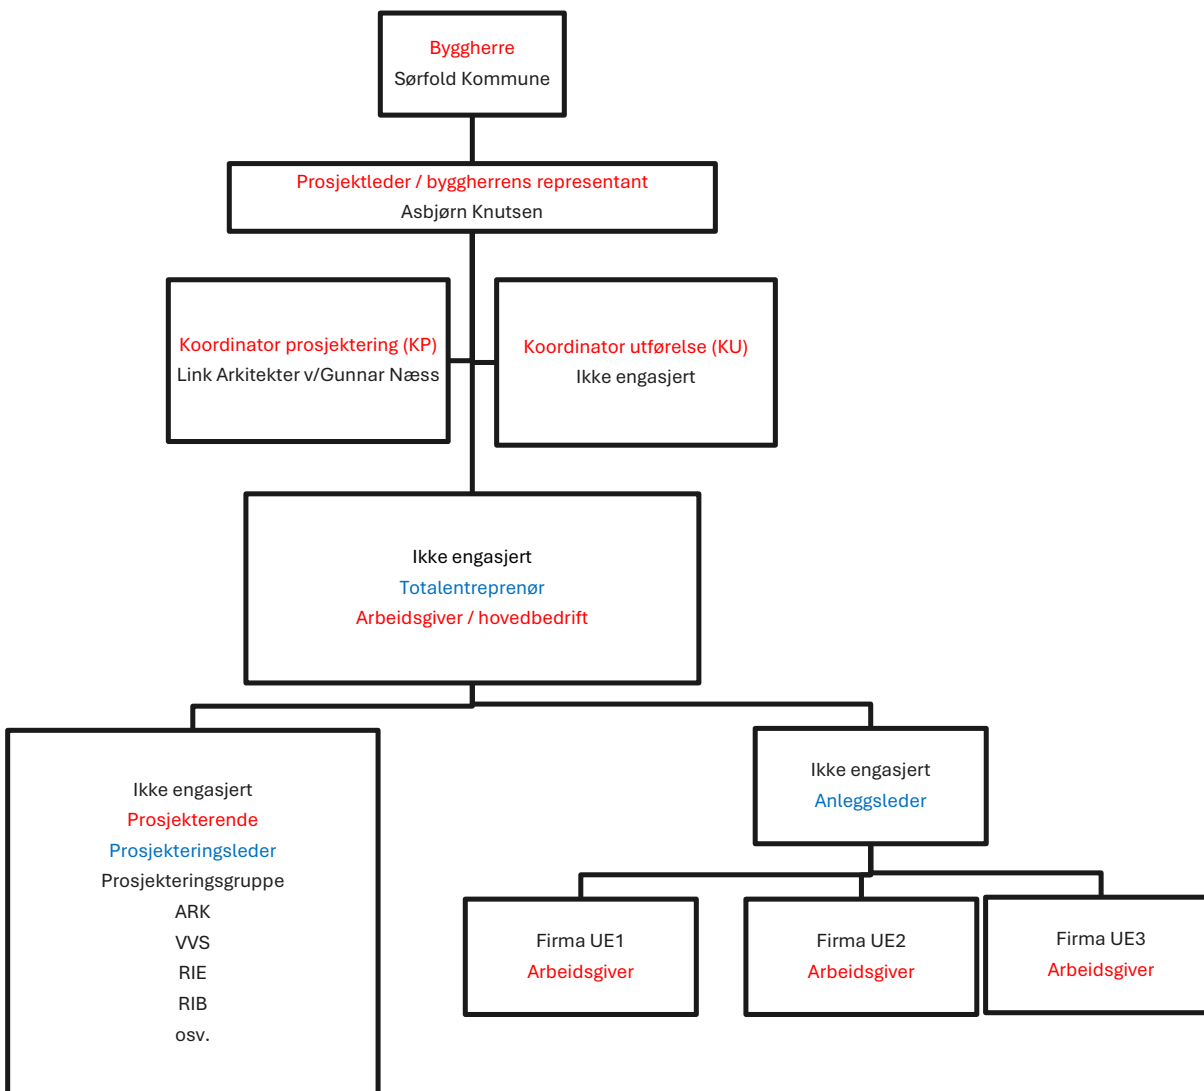 Byggherre
Sørfold Kommune
Prosjektleder / byggherrens representant
Asbjørn Knutsen
Koordinator prosjektering (KP)
Link Arkitekter v/Gunnar Næss
Koordinator utførelse (KU)
Ikke engasjert
Ikke engasjert
Totalentreprenør
Arbeidsgiver / hovedbedrift
Ikke engasjert
Prosjekterende
Prosjekteringsleder
Prosjekteringsgruppe
ARK
VVS
RIE
RIB
osv.
Ikke engasjert
Anleggsleder
Firma UE1
Arbeidsgiver
Firma UE2
Arbeidsgiver
Firma UE3
Arbeidsgiver